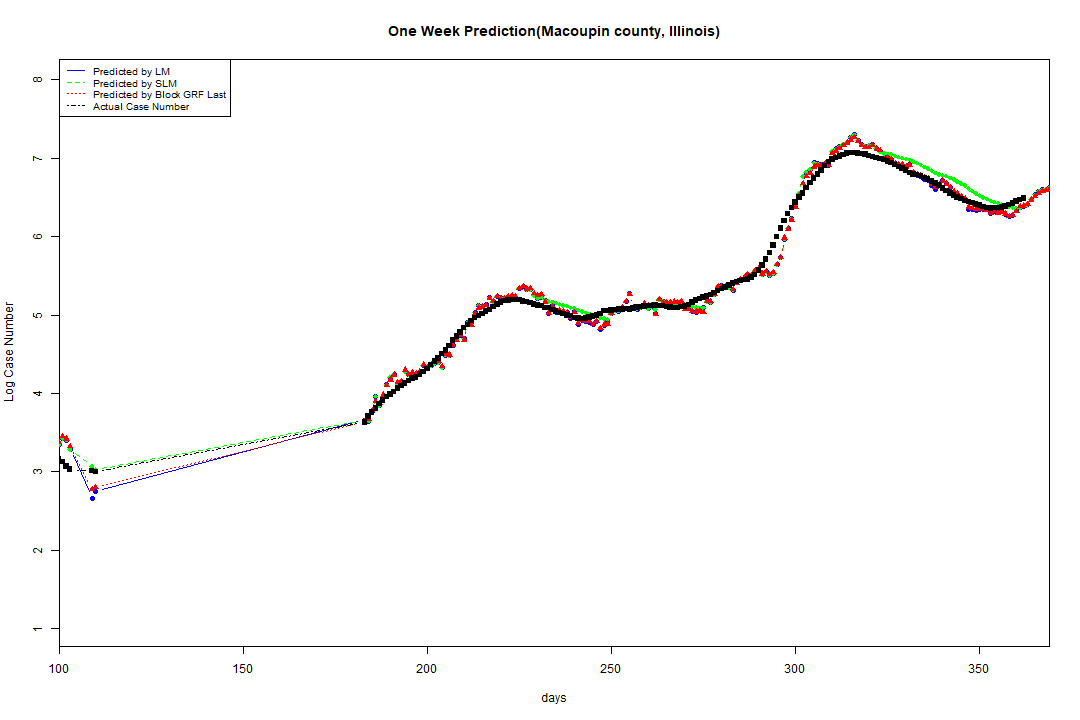 One Week Prediction(Macoupin county, Illinois)
Predicted by LM
Predicted by SLM
Predicted by Block GRF Last
Actual Case Number
8
7
6
5
4
3
2
1
Log Case Number
100 150 200 250 300 350
days